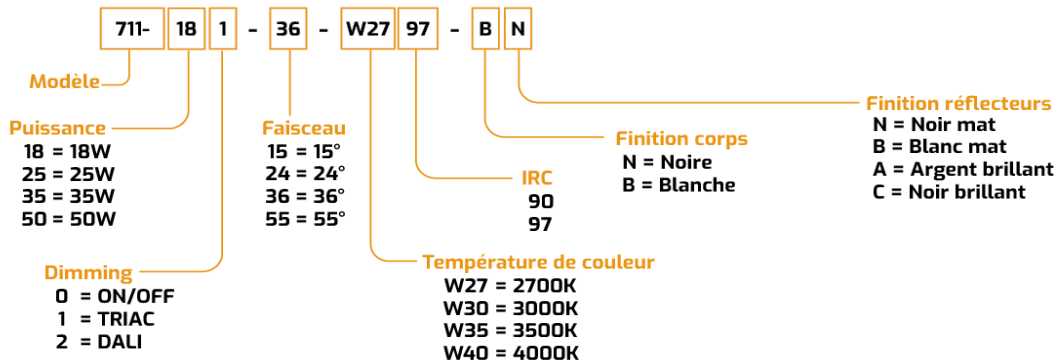 711- 18 1 - 36 - W27 97 - B N
Modèle
Puissance
18 = 18W
25 = 25W
35 = 35W
50 = 50W
Dimming
0 = ON/OFF
1 = TRIAC
2 = DALI
Faisceau
15 = 15°
24 = 24°
36 = 36°
55 = 55°
Température de couleur
W27 = 2700K
W30 = 3000K
W35 = 3500K
W40 = 4000K
IRC
90
97
Finition corps
N = Noire
B = Blanche
Finition réflecteurs
N = Noir mat
B = Blanc mat
A = Argent brillant
C = Noir brillant